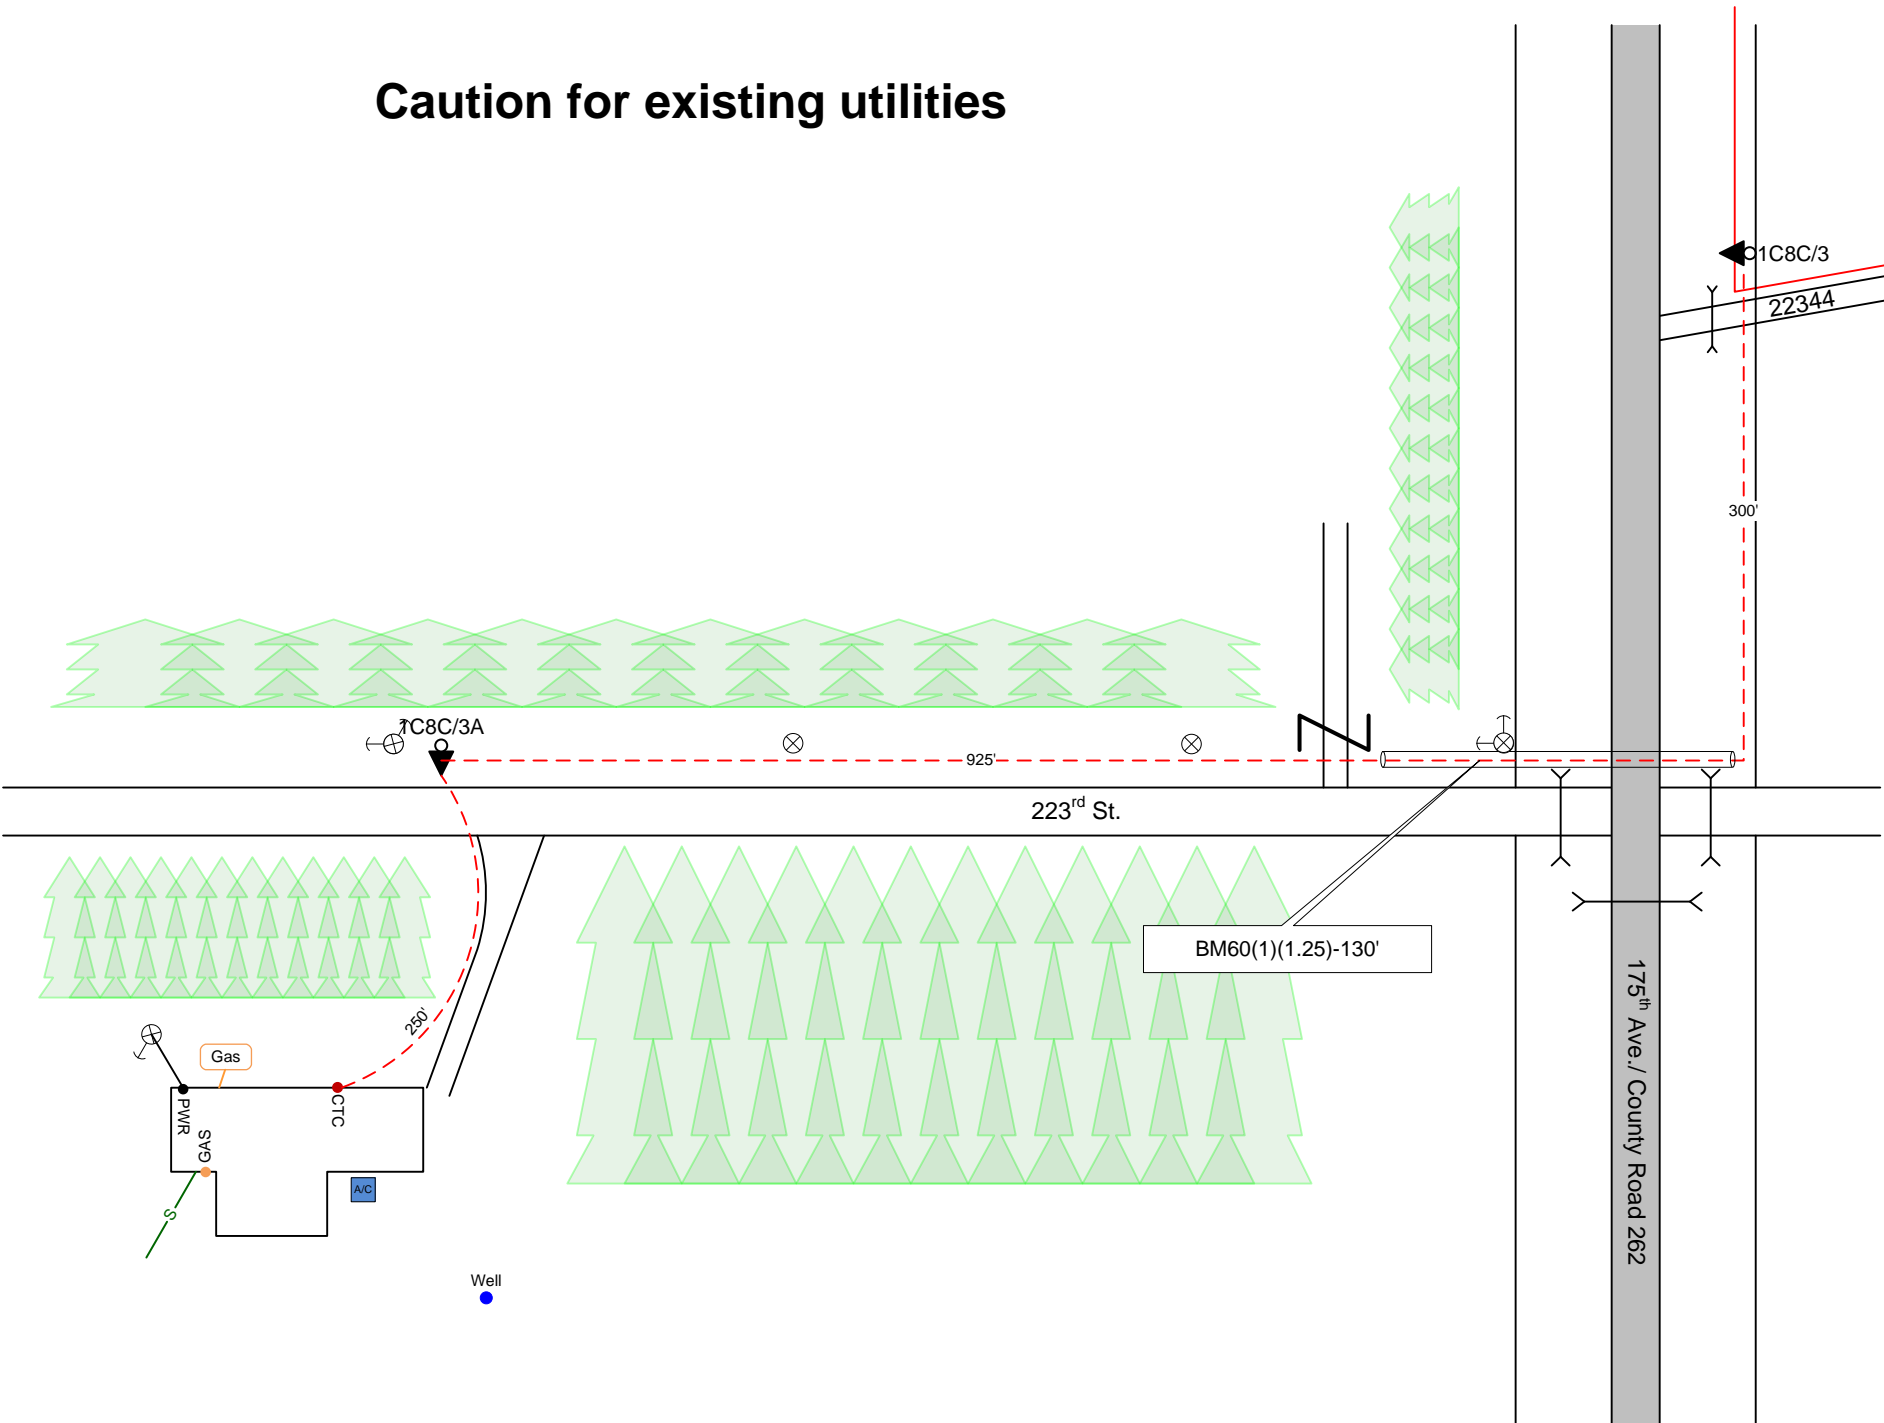 Caution for existing utilities
1C8C/3
22344
300'
1C8C/3A
925'
223rd St.
BM60(1)(1.25)-130'
175th Ave./ County Road 262
250'
Gas
PWR
CTC
GAS
A/C
S
Well